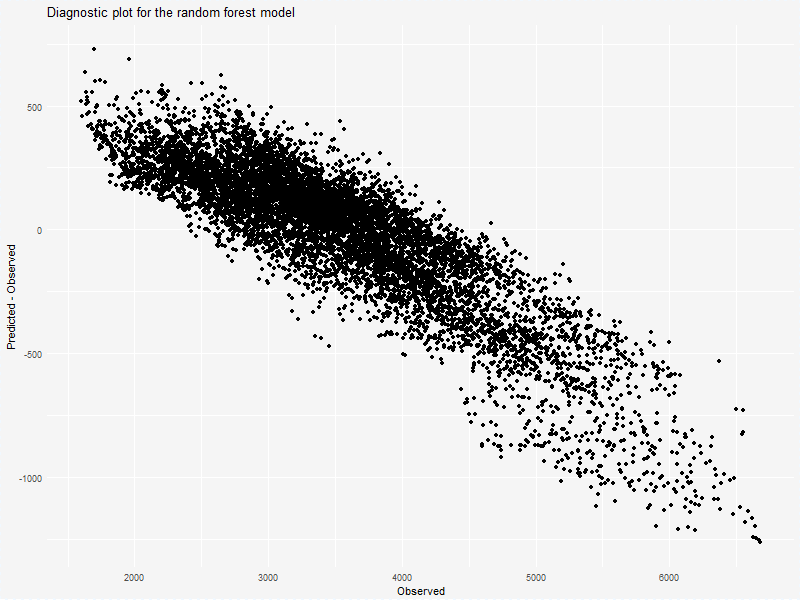 Diagnostic plot for the random forest model
500
0
-500
-1000
Predicted - Observed
2000 3000 4000 5000 6000
Observed